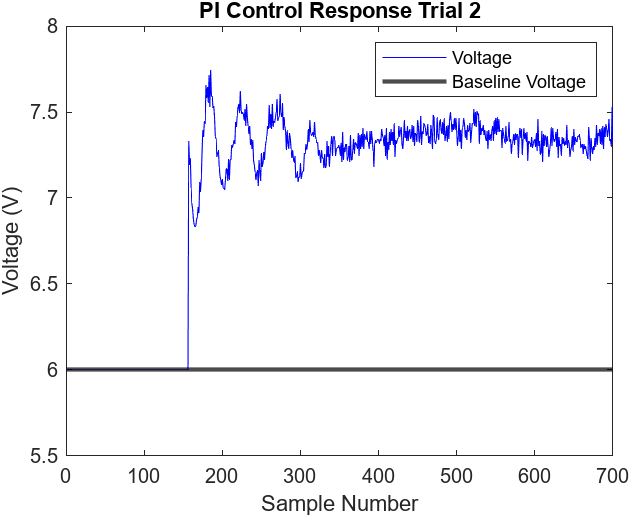 PI Control Response Trial 2
8
7.5
7
6.5
6
5.5
Voltage (V)
Voltage
Baseline Voltage
0 100 200 300 400 500 600 700
Sample Number